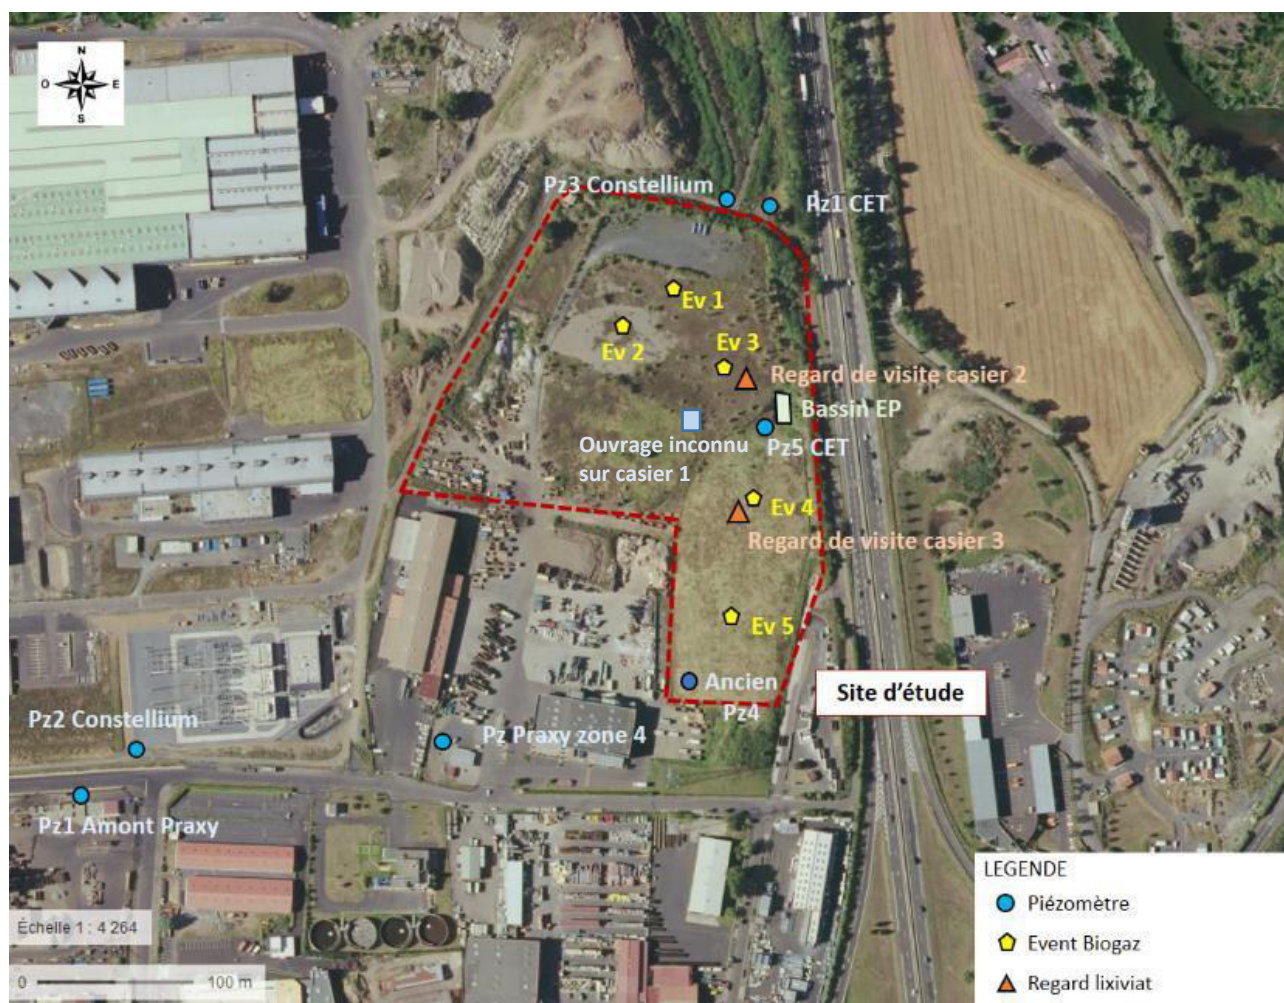 N
O E
S
Pz3 Constellium
Pz1 CET
Ev 1
Ev 2
Ev 3
Regard de visite casier 2
Bassin EP
Ouvrage inconnu
sur casier 1
Pz5 CET
Ev 4
Regard de visite casier 3
Ev 5
Ancien
Pz4
Site d'étude
Pz2 Constellium
Pz Praxy zone 4
Pz1 Amont Praxy
LEGENDE
Piézomètre
Event Biogaz
Regard lixiviat
Échelle 1 : 4 264
0 100 m